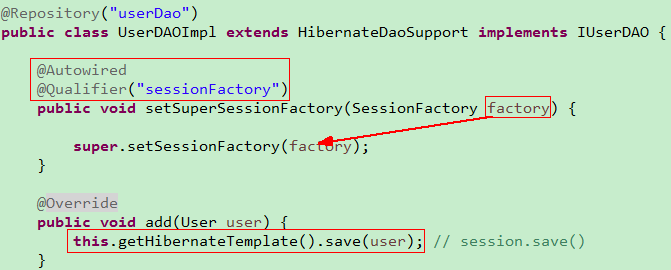 @Repository("userDao")
public class UserDAOImpl extends HibernateDaoSupport implements IUserDAO {
@Autowired
@Qualifier("sessionFactory")
public void setSuperSessionFactory(SessionFactory factory) {
super.setSessionFactory(factory);
}
@Override
public void add(User user) {
this.getHibernateTemplate().save(user); // session.save()
}